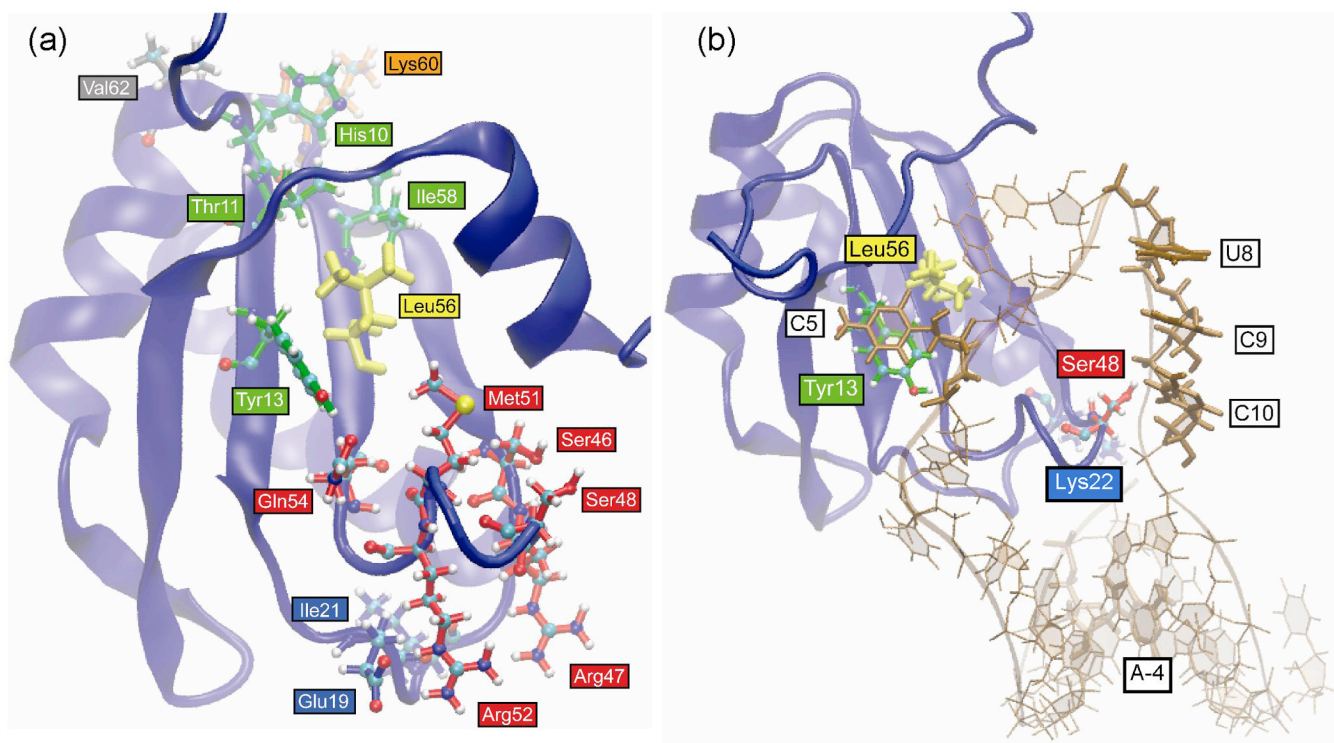 (a)
Val62
Lys60
His10
Thr11
Ile58
Leu56
Tyr13
Met51
Ser46
Gln54
Ser48
Ile21
Arg47
Glu19
Arg52
(b)
Leu56
U8
C5
C9
Ser48
Tyr13
C10
Lys22
A-4